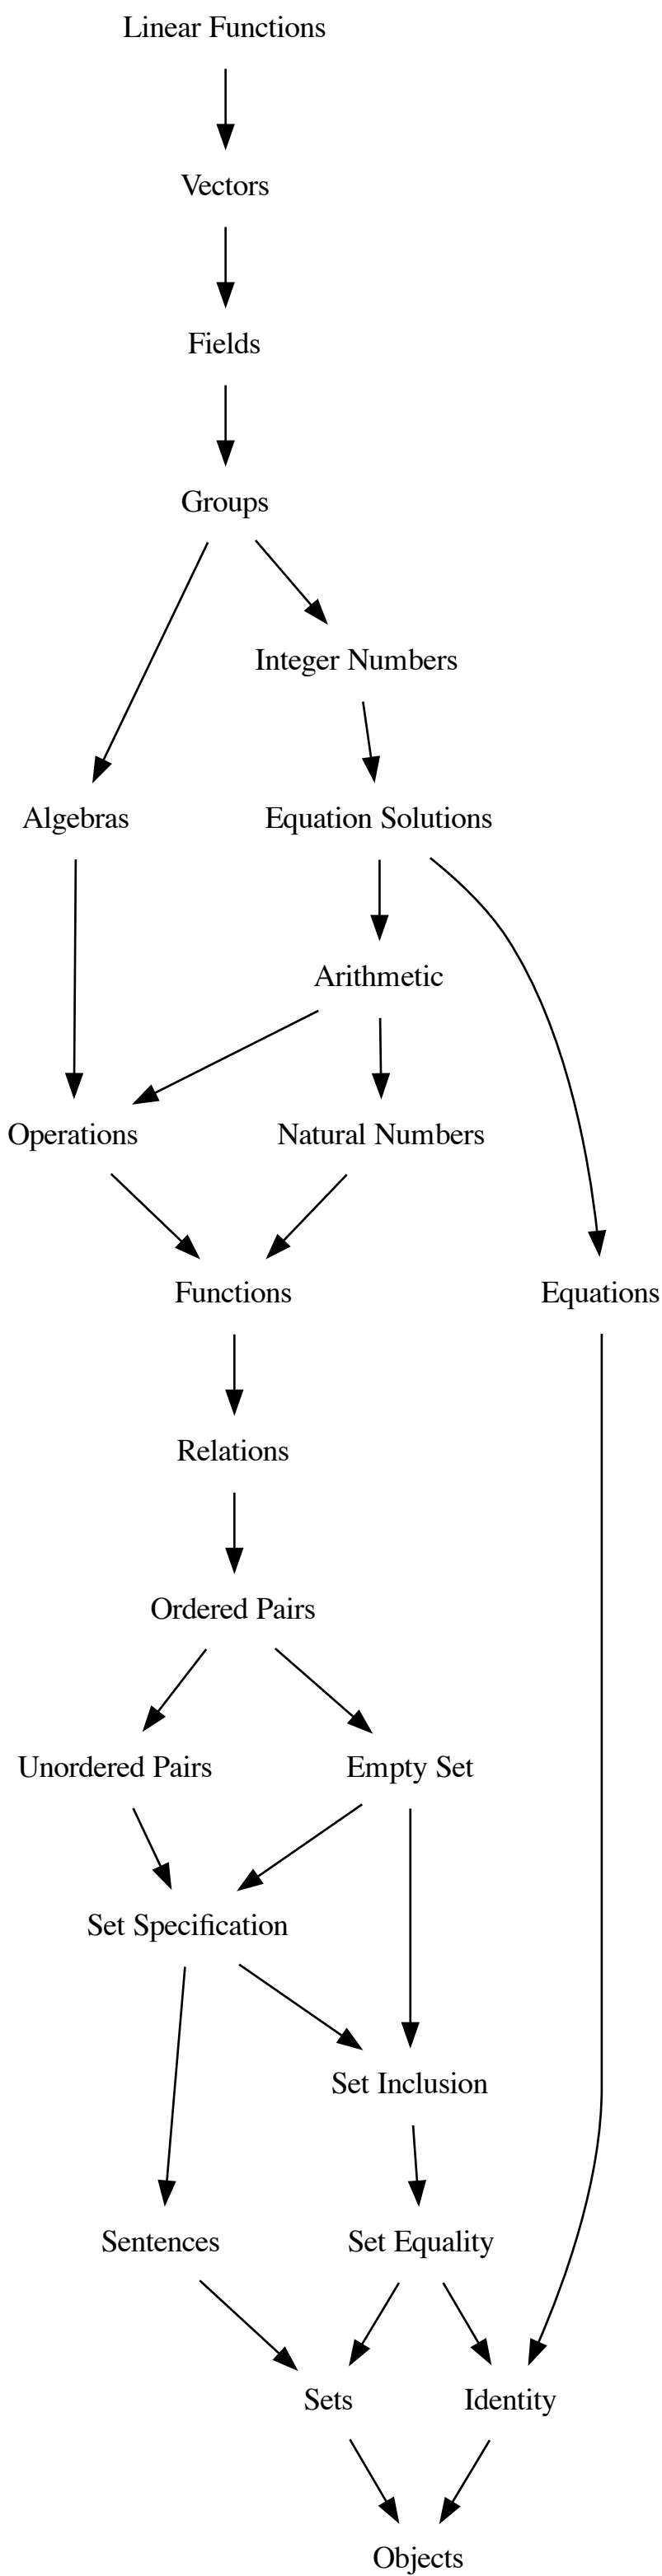 Linear Functions
Vectors
Fields
Groups
Integer Numbers
Algebras
Equation Solutions
Arithmetic
Operations
Natural Numbers
Functions
Equations
Relations
Ordered Pairs
Unordered Pairs
Empty Set
Set Specification
Set Inclusion
Sentences
Set Equality
Sets
Identity
Objects